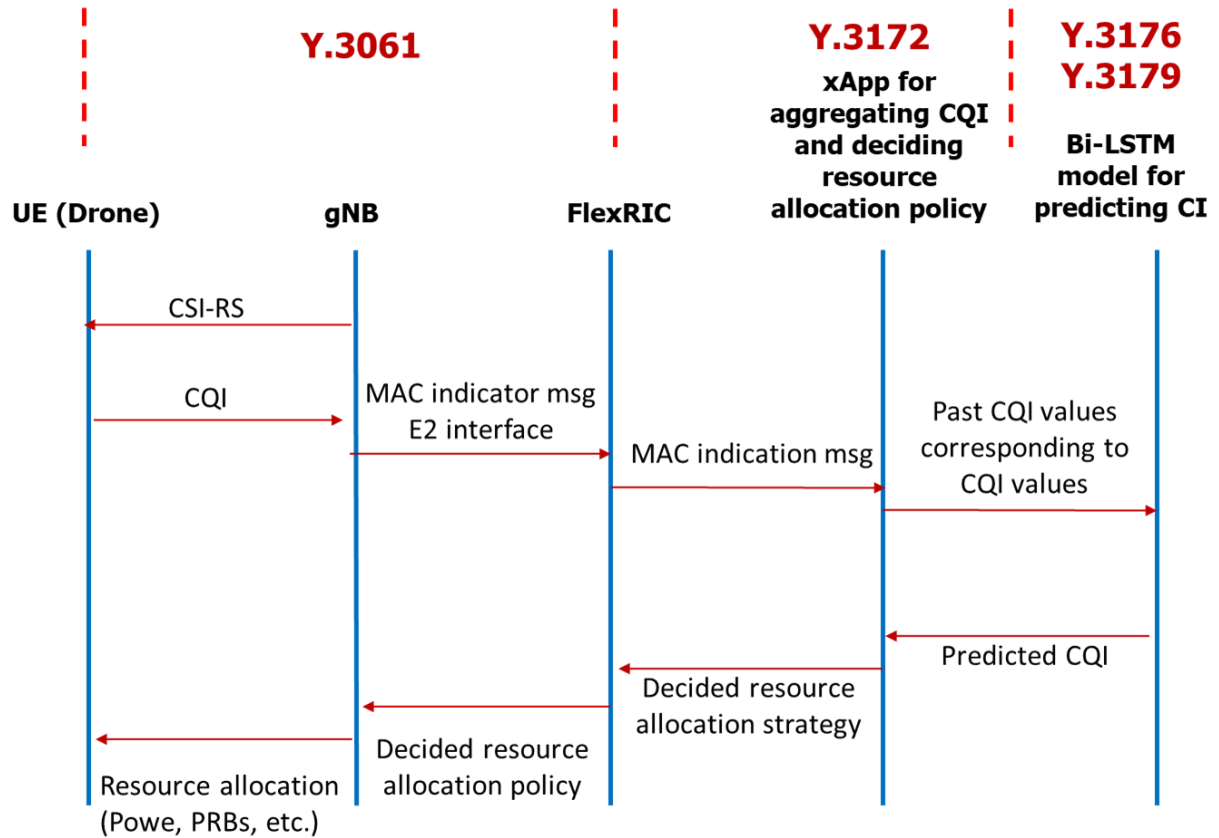 Y.3061
Y.3172
Y.3176
Y.3179
xApp for
aggregating CQI
and deciding
resource
allocation policy
Bi-LSTM
model for
predicting CI
UE (Drone)
gNB
FlexRIC
CSI-RS
CQI
MAC indicator msg
E2 interface
MAC indication msg
Past CQI values
corresponding to
CQI values
Predicted CQI
Decided resource
allocation strategy
Decided resource
allocation policy
Resource allocation
(Powe, PRBs, etc.)